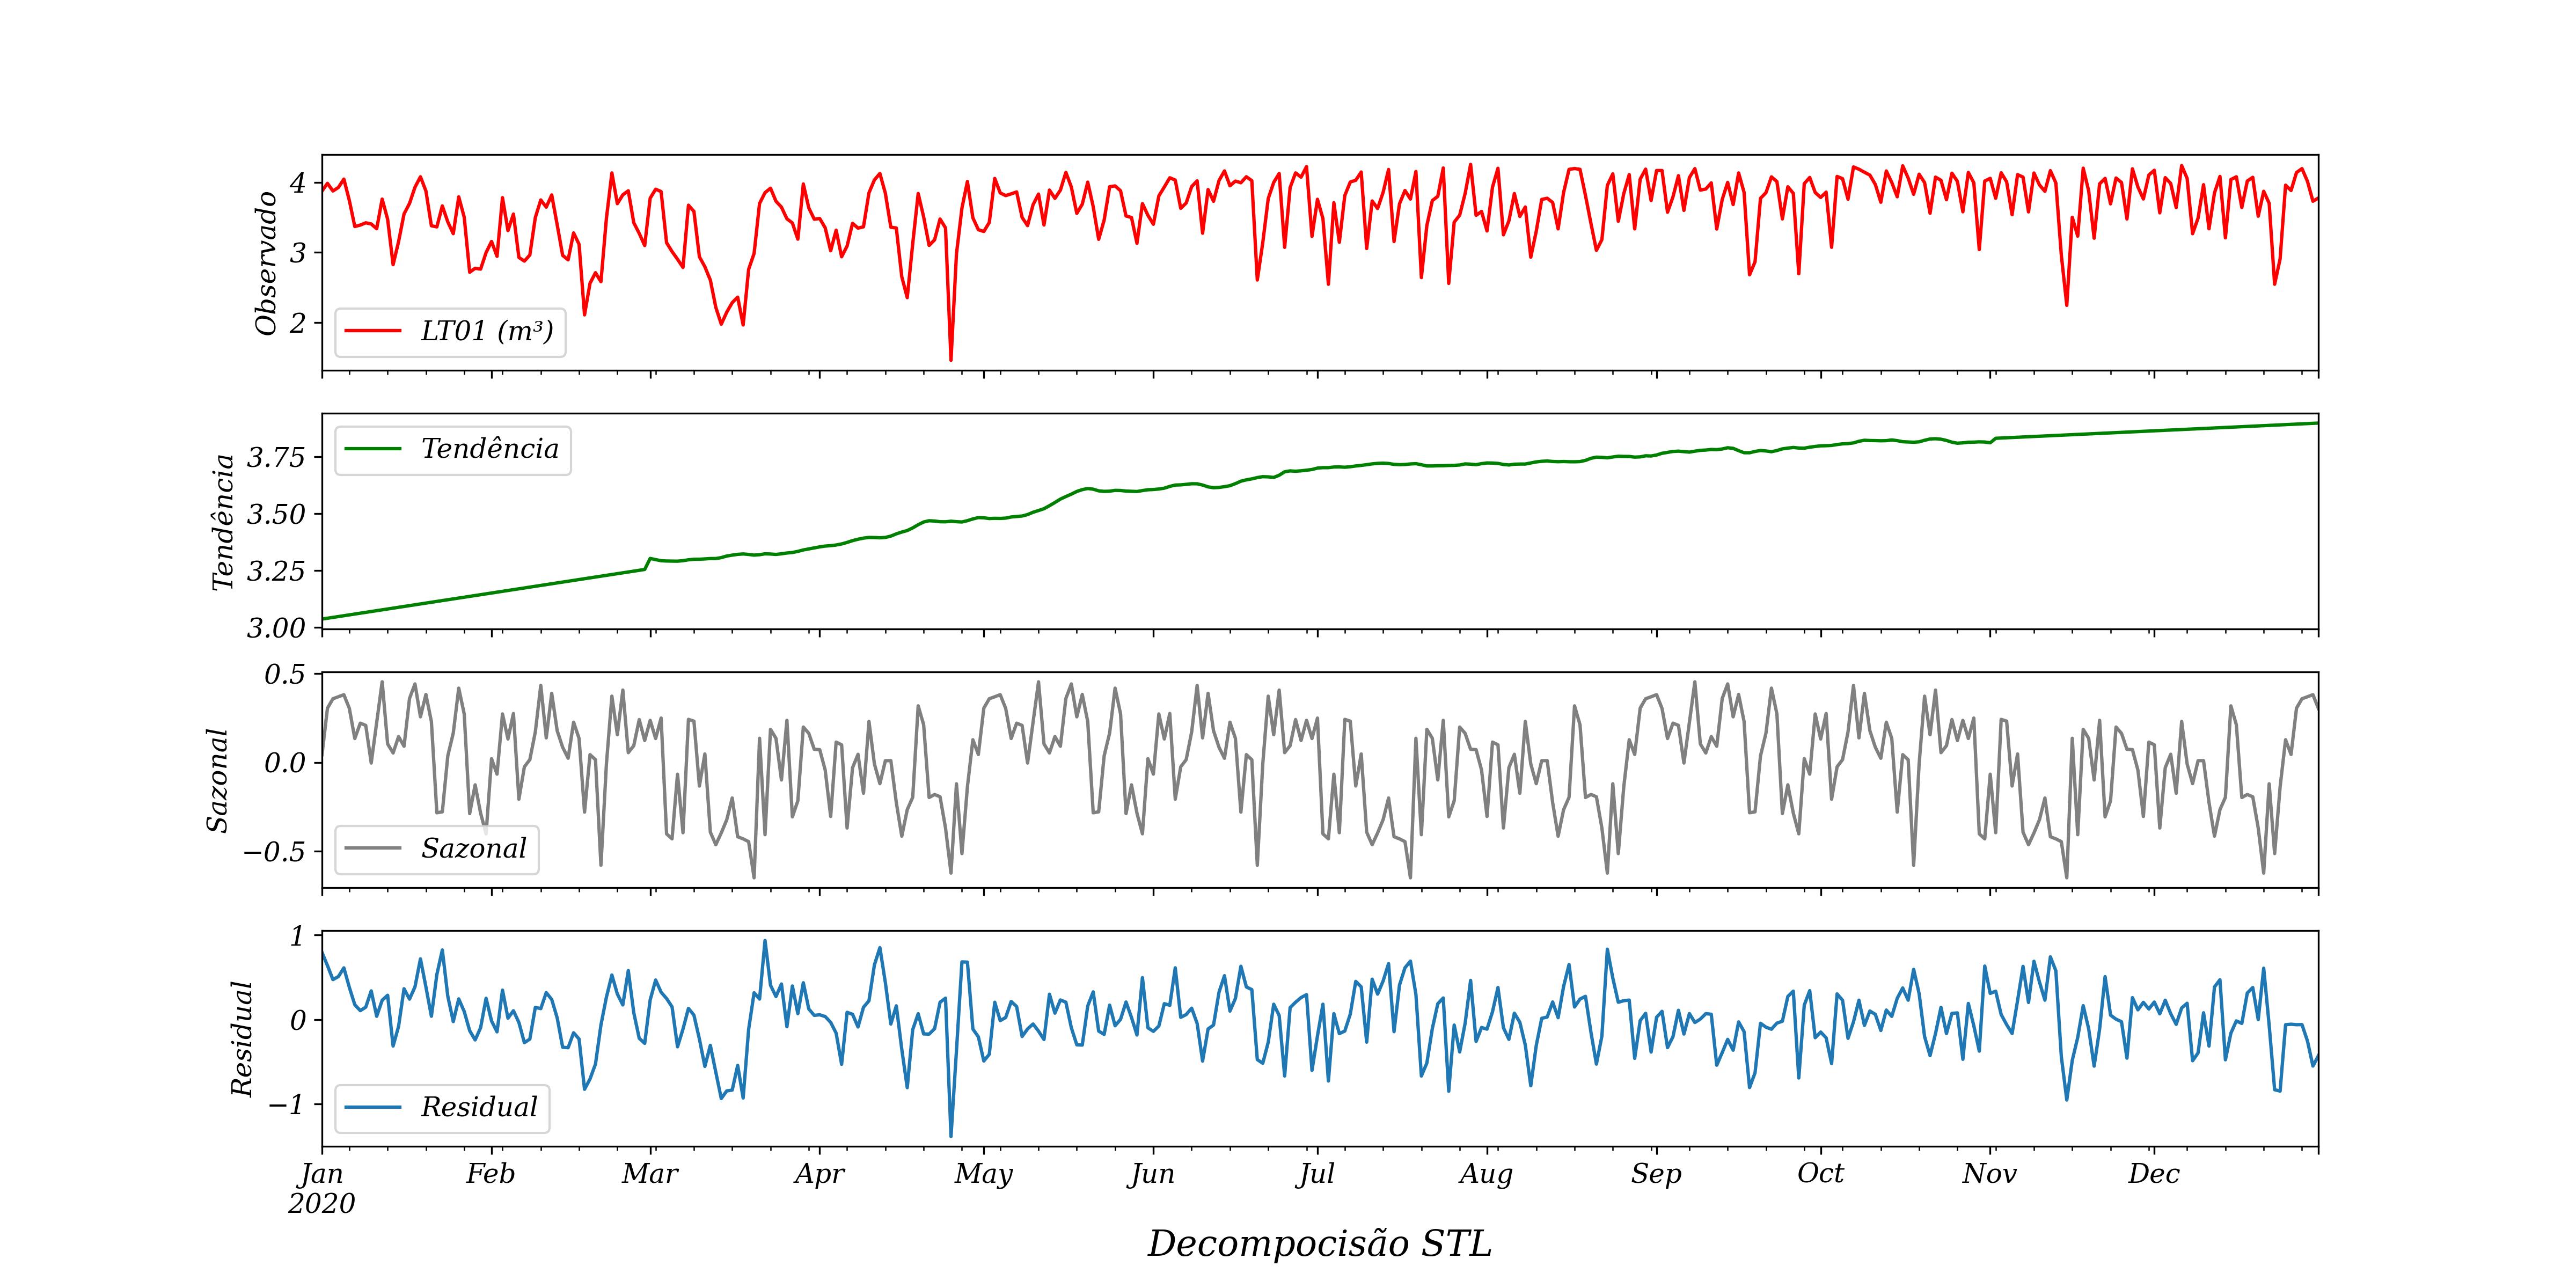 Observado
4
3
2
LT01 (m³)
Tendência
3.75
3.50
3.25
3.00
Tendência
Sazonal
0.5
0.0
−0.5
Sazonal
Residual
1
0
−1
Residual
Jan Feb Mar Apr May Jun Jul Aug Sep Oct Nov Dec
2020
Decompocisão STL